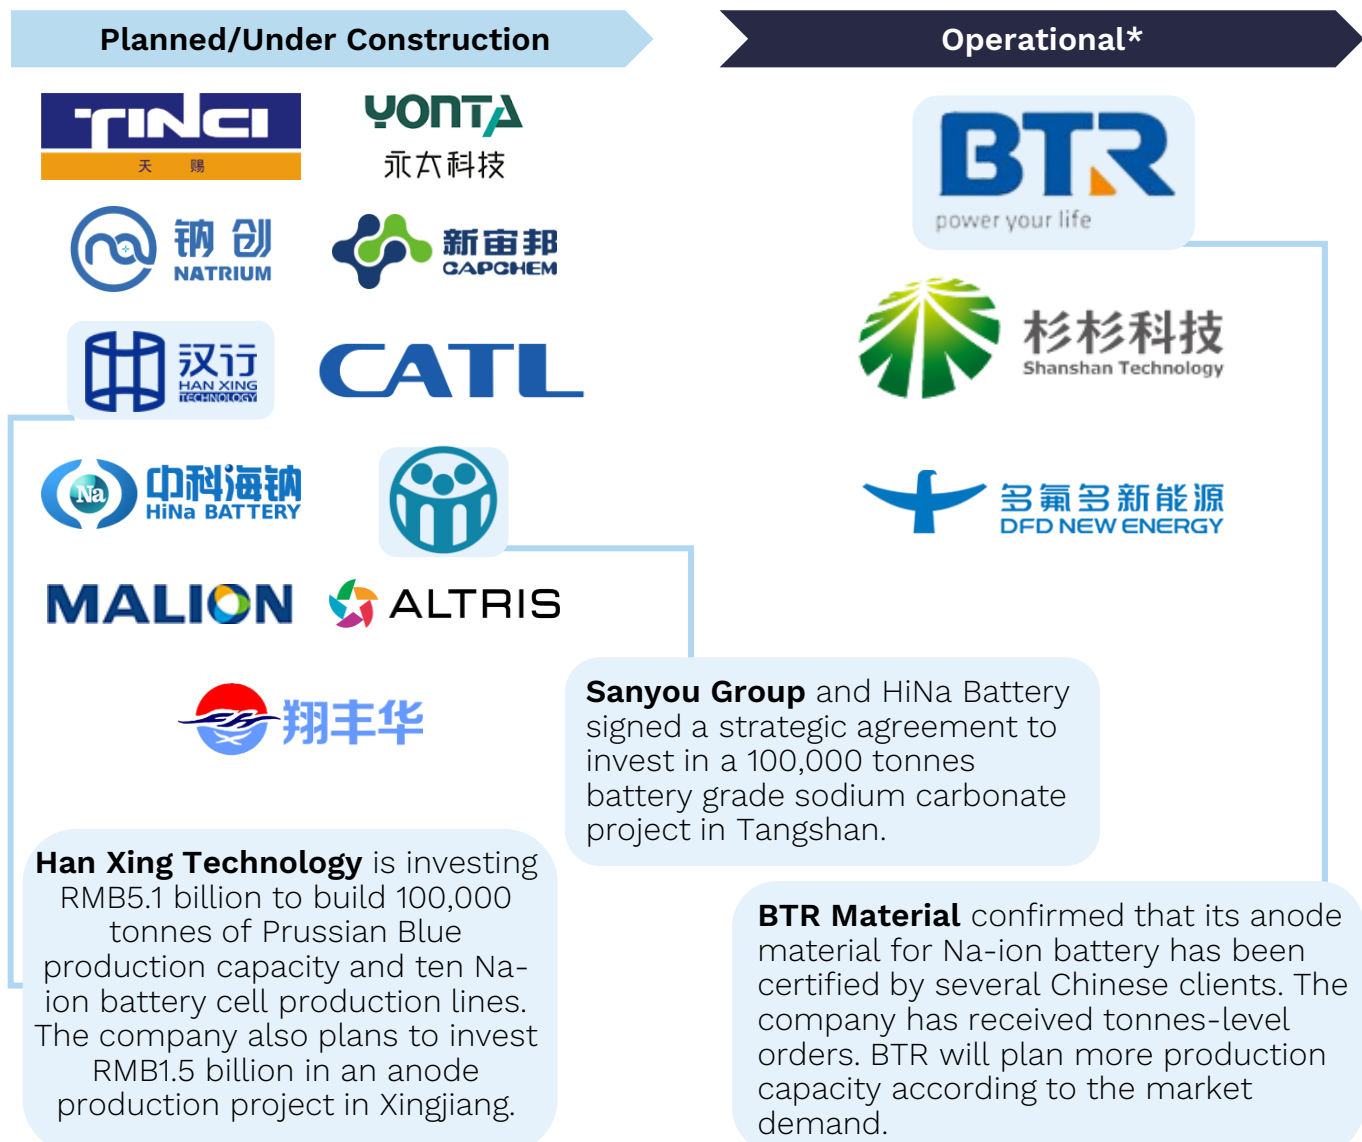 Planned/Under Construction
Operational*
TINCI
天 赐
YONTA
永太科技
BTR
power your life
na
钠创
NATRIUM
新宙邦
CAPCHEM
杉杉科技
Shanshan Technology
汉行
HAN XING
TECHNOLOGY
CATL
Na
中科海钠
HiNa BATTERY
多氟多新能源
DFD NEW ENERGY
MALION
ALTRIS
FH
翔丰华
Sanyou Group and HiNa Battery
signed a strategic agreement to
invest in a 100,000 tonnes
battery grade sodium carbonate
project in Tangshan.
Han Xing Technology is investing
RMB5.1 billion to build 100,000
tonnes of Prussian Blue
production capacity and ten Na-
ion battery cell production lines.
The company also plans to invest
RMB1.5 billion in an anode
production project in Xingjiang.
BTR Material confirmed that its anode
material for Na-ion battery has been
certified by several Chinese clients. The
company has received tonnes-level
orders. BTR will plan more production
capacity according to the market
demand.